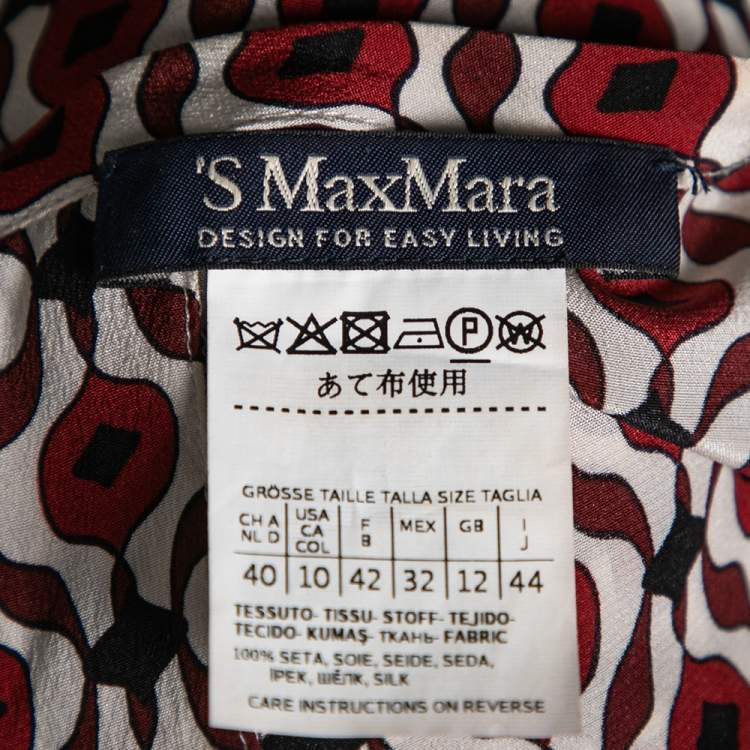 'S MaxMara
DESIGN FOR EASY LIVING
P W
あて布使用
GRÖSSE TAILLE TALLA SIZE TAGLIA
CH A NL D USA CA COL F B MEX GB I J
40 10 42 32 12 44
TESSUTO- TISSU- STOFF- TEJIDO-
TECIDO- KUMAŞ- ТКАНЬ- FABRIC
100% SETA, SOIE, SEIDE, SEDA,
İPEK, ШЁЛК, SILK
CARE INSTRUCTIONS ON REVERSE